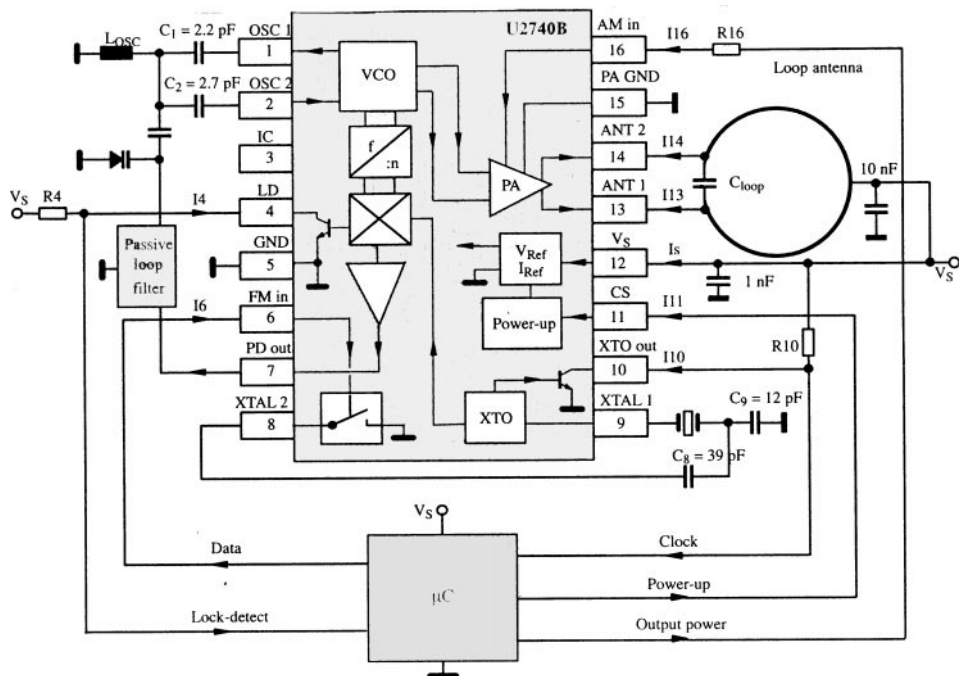 U2740B
L_OSC
C1 = 2.2 pF
OSC 1
1
C2 = 2.7 pF
OSC 2
2
IC
3
VS
R4
I4
LD
4
GND
5
Passive
loop
filter
I6
FM in
6
PD out
7
XTAL 2
8
VCO
f
:n
PA
VRef
IRef
Power-up
XTO
AM in
16
I16
R16
Loop antenna
PA GND
15
ANT 2
14
I14
ANT 1
13
I13
Cloop
10 nF
VS
12
Is
1 nF
VS
CS
11
I11
R10
XTO out
10
I10
XTAL 1
9
C9 = 12 pF
C8 = 39 pF
VS
Data
Clock
µC
Power-up
Lock-detect
Output power